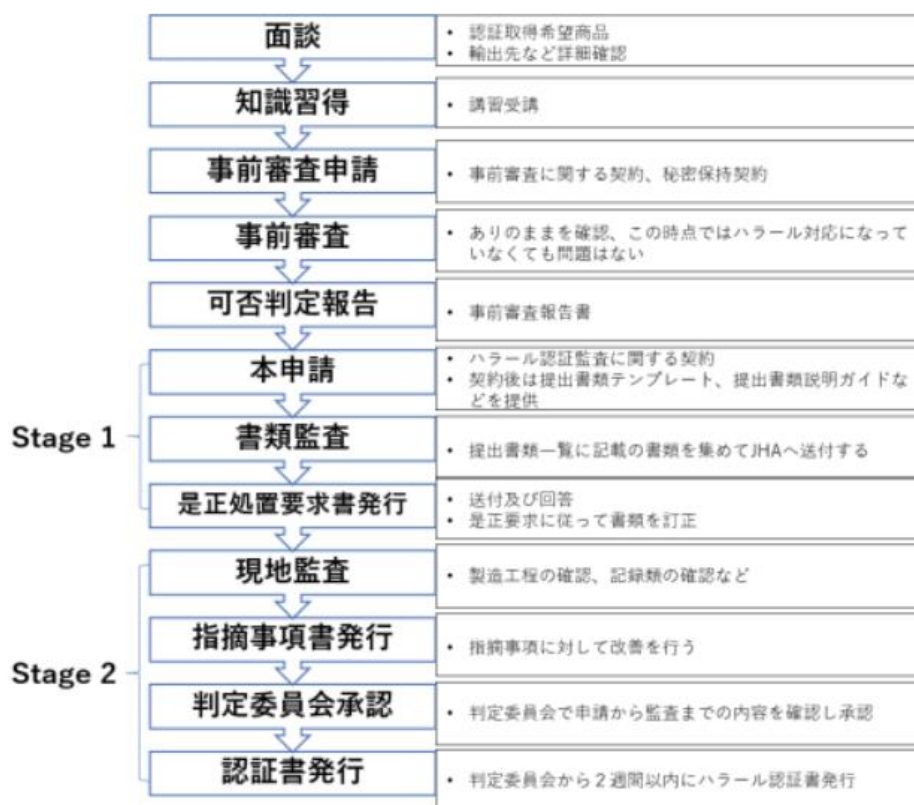 面談
• 認証取得希望商品
• 輸出先など詳細確認
知識習得
• 講習受講
事前審査申請
• 事前審査に関する契約、秘密保持契約
事前審査
• ありのままを確認、この時点ではハラール対応になって
いなくても問題はない
可否判定報告
• 事前審査報告書
Stage 1
本申請
• ハラール認証監査に関する契約
• 契約後は提出書類テンプレート、提出書類説明ガイドな
どを提供
書類監査
• 提出書類一覧に記載の書類を集めてJHAへ送付する
是正処置要求書発行
• 送付及び回答
• 是正要求に従って書類を訂正
Stage 2
現地監査
• 製造工程の確認、記録類の確認など
指摘事項書発行
• 指摘事項に対して改善を行う
判定委員会承認
• 判定委員会で申請から監査までの内容を確認し承認
認証書発行
• 判定委員会から２週間以内にハラール認証書発行